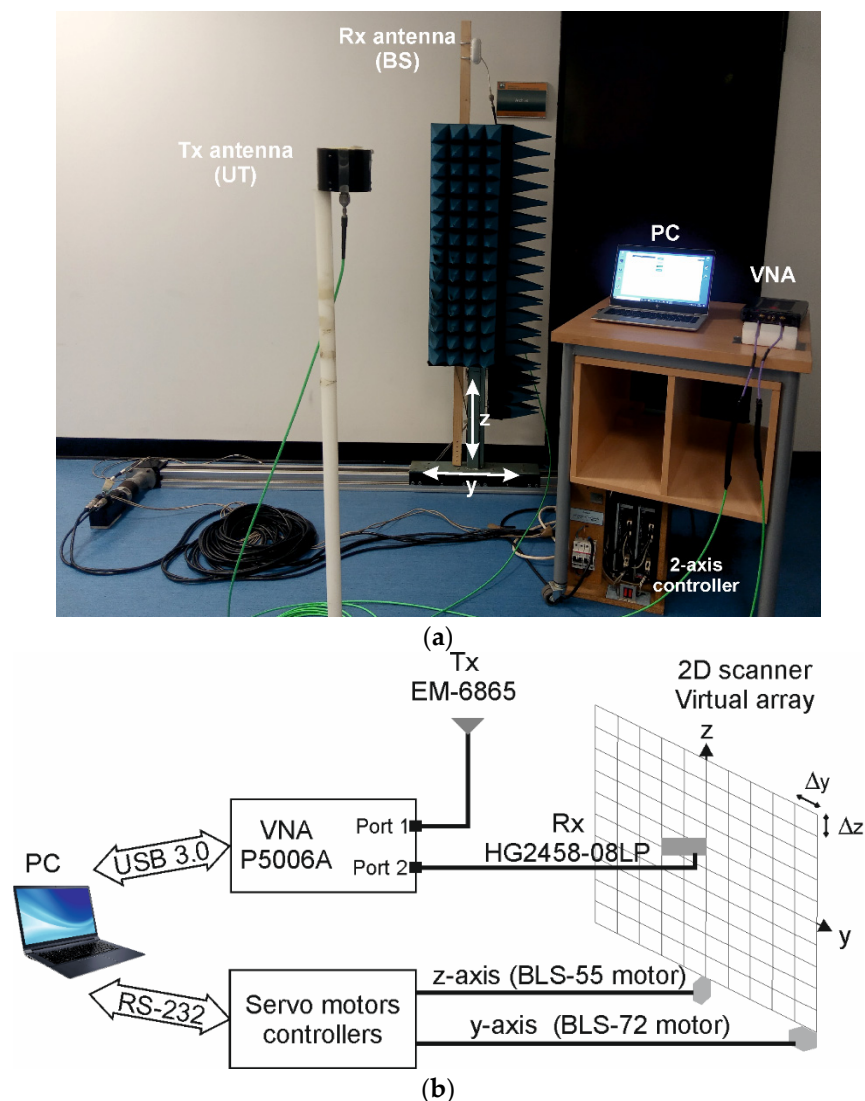 Rx antenna
(BS)
Tx antenna
(UT)
PC
VNA
z
y
2-axis
controller
(a)
Tx
EM-6865
2D scanner
Virtual array
z
Δy
Δz
VNA
P5006A
Port 1
Port 2
Rx
HG2458-08LP
PC
USB 3.0
y
RS-232
Servo motors
controllers
z-axis (BLS-55 motor)
y-axis (BLS-72 motor)
(b)